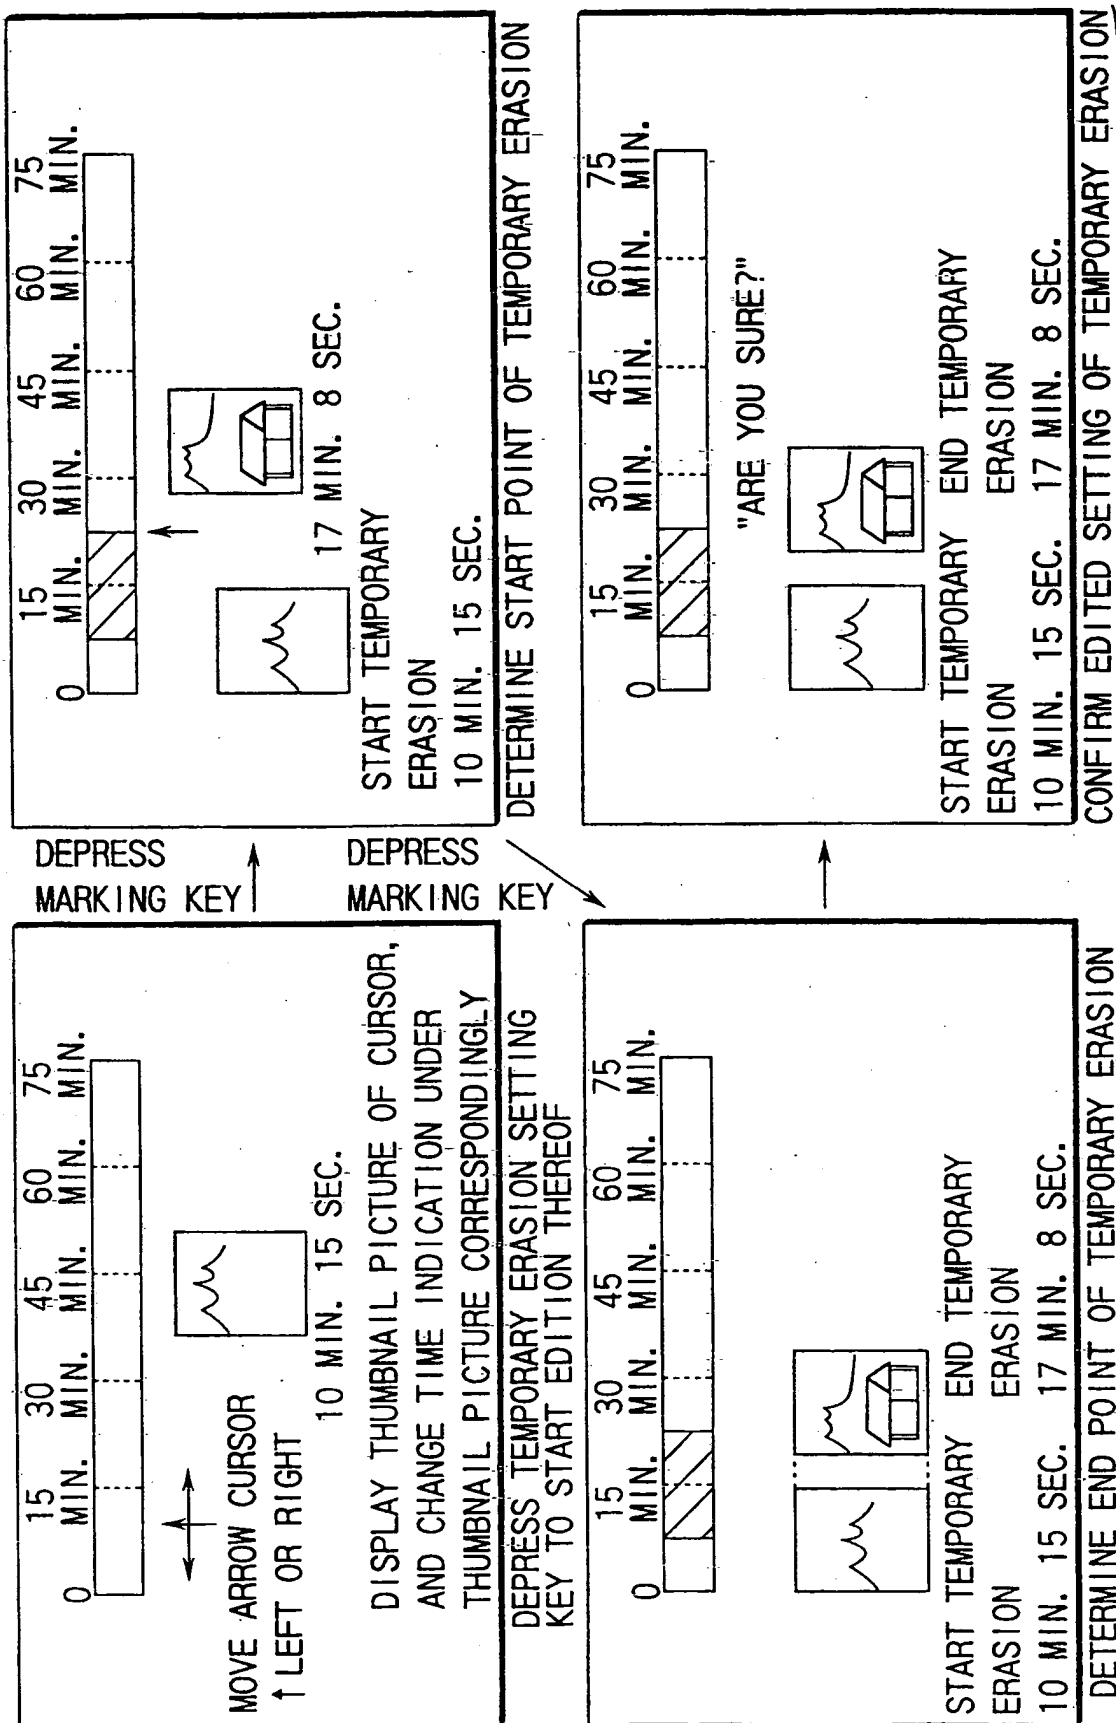 0
15
MIN.
30
MIN.
45
MIN.
60
MIN.
75
MIN.
MOVE ARROW CURSOR
↑ LEFT OR RIGHT
10 MIN. 15 SEC.
DISPLAY THUMBNAIL PICTURE OF CURSOR,
AND CHANGE TIME INDICATION UNDER
THUMBNAIL PICTURE CORRESPONDINGLY
DEPRESS TEMPORARY ERASION SETTING
KEY TO START EDITION THEREOF
DEPRESS
MARKING KEY
0
15
MIN.
30
MIN.
45
MIN.
60
MIN.
75
MIN.
17 MIN. 8 SEC.
START TEMPORARY
ERASION
10 MIN. 15 SEC.
DETERMINE START POINT OF TEMPORARY ERASION
DEPRESS
MARKING KEY
0
15
MIN.
30
MIN.
45
MIN.
60
MIN.
75
MIN.
START TEMPORARY END TEMPORARY
ERASION ERASION
10 MIN. 15 SEC. 17 MIN. 8 SEC.
DETERMINE END POINT OF TEMPORARY ERASION
0
15
MIN.
30
MIN.
45
MIN.
60
MIN.
75
MIN.
"ARE YOU SURE?"
START TEMPORARY END TEMPORARY
ERASION ERASION
10 MIN. 15 SEC. 17 MIN. 8 SEC.
CONFIRM EDITED SETTING OF TEMPORARY ERASION